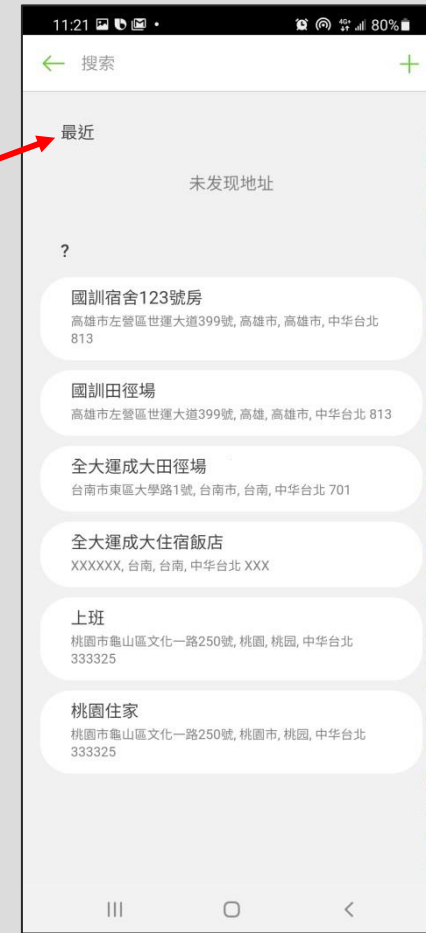 11:21
80%
搜索
最近
未发现地址
?
國訓宿舍123號房
高雄市左營區世運大道399號, 高雄市, 高雄市, 中华台北
813
國訓田徑場
高雄市左營區世運大道399號, 高雄, 高雄市, 中华台北 813
全大運成大田徑場
台南市東區大學路1號, 台南市, 台南, 中华台北 701
全大運成大住宿飯店
XXXXXX, 台南, 台南, 中华台北 XXX
上班
桃園市龜山區文化一路250號, 桃園, 桃园, 中华台北
333325
桃園住家
桃園市龜山區文化一路250號, 桃園市, 桃园, 中华台北
333325